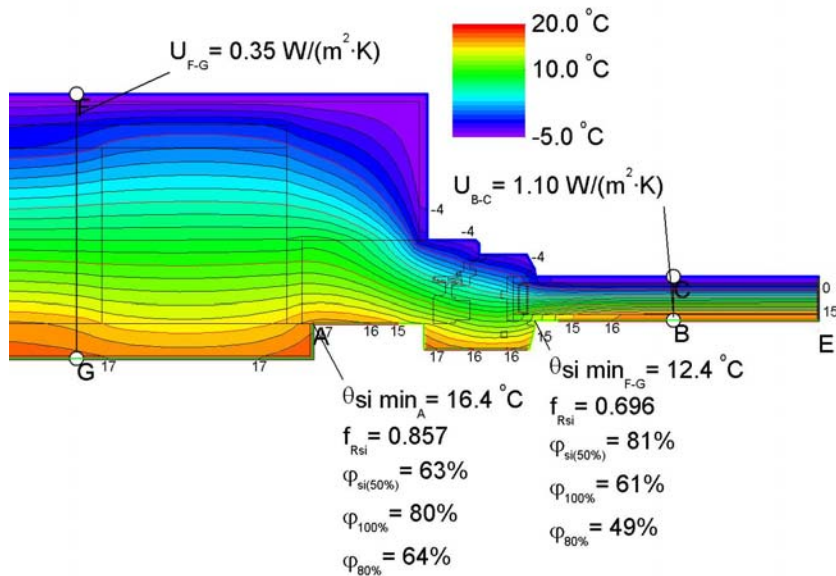 U_F-G = 0.35 W/(m²·K)
20.0 °C
10.0 °C
-5.0 °C
F
U_B-C = 1.10 W/(m²·K)
-4
-4
-4
C
0
15
G
17
17
17
A
16
15
17
16
16
15
15
16
B
E
θsi min_A = 16.4 °C
f_Rsi = 0.857
φ_si(50%) = 63%
φ_100% = 80%
φ_80% = 64%
θsi min_F-G = 12.4 °C
f_Rsi = 0.696
φ_si(50%) = 81%
φ_100% = 61%
φ_80% = 49%